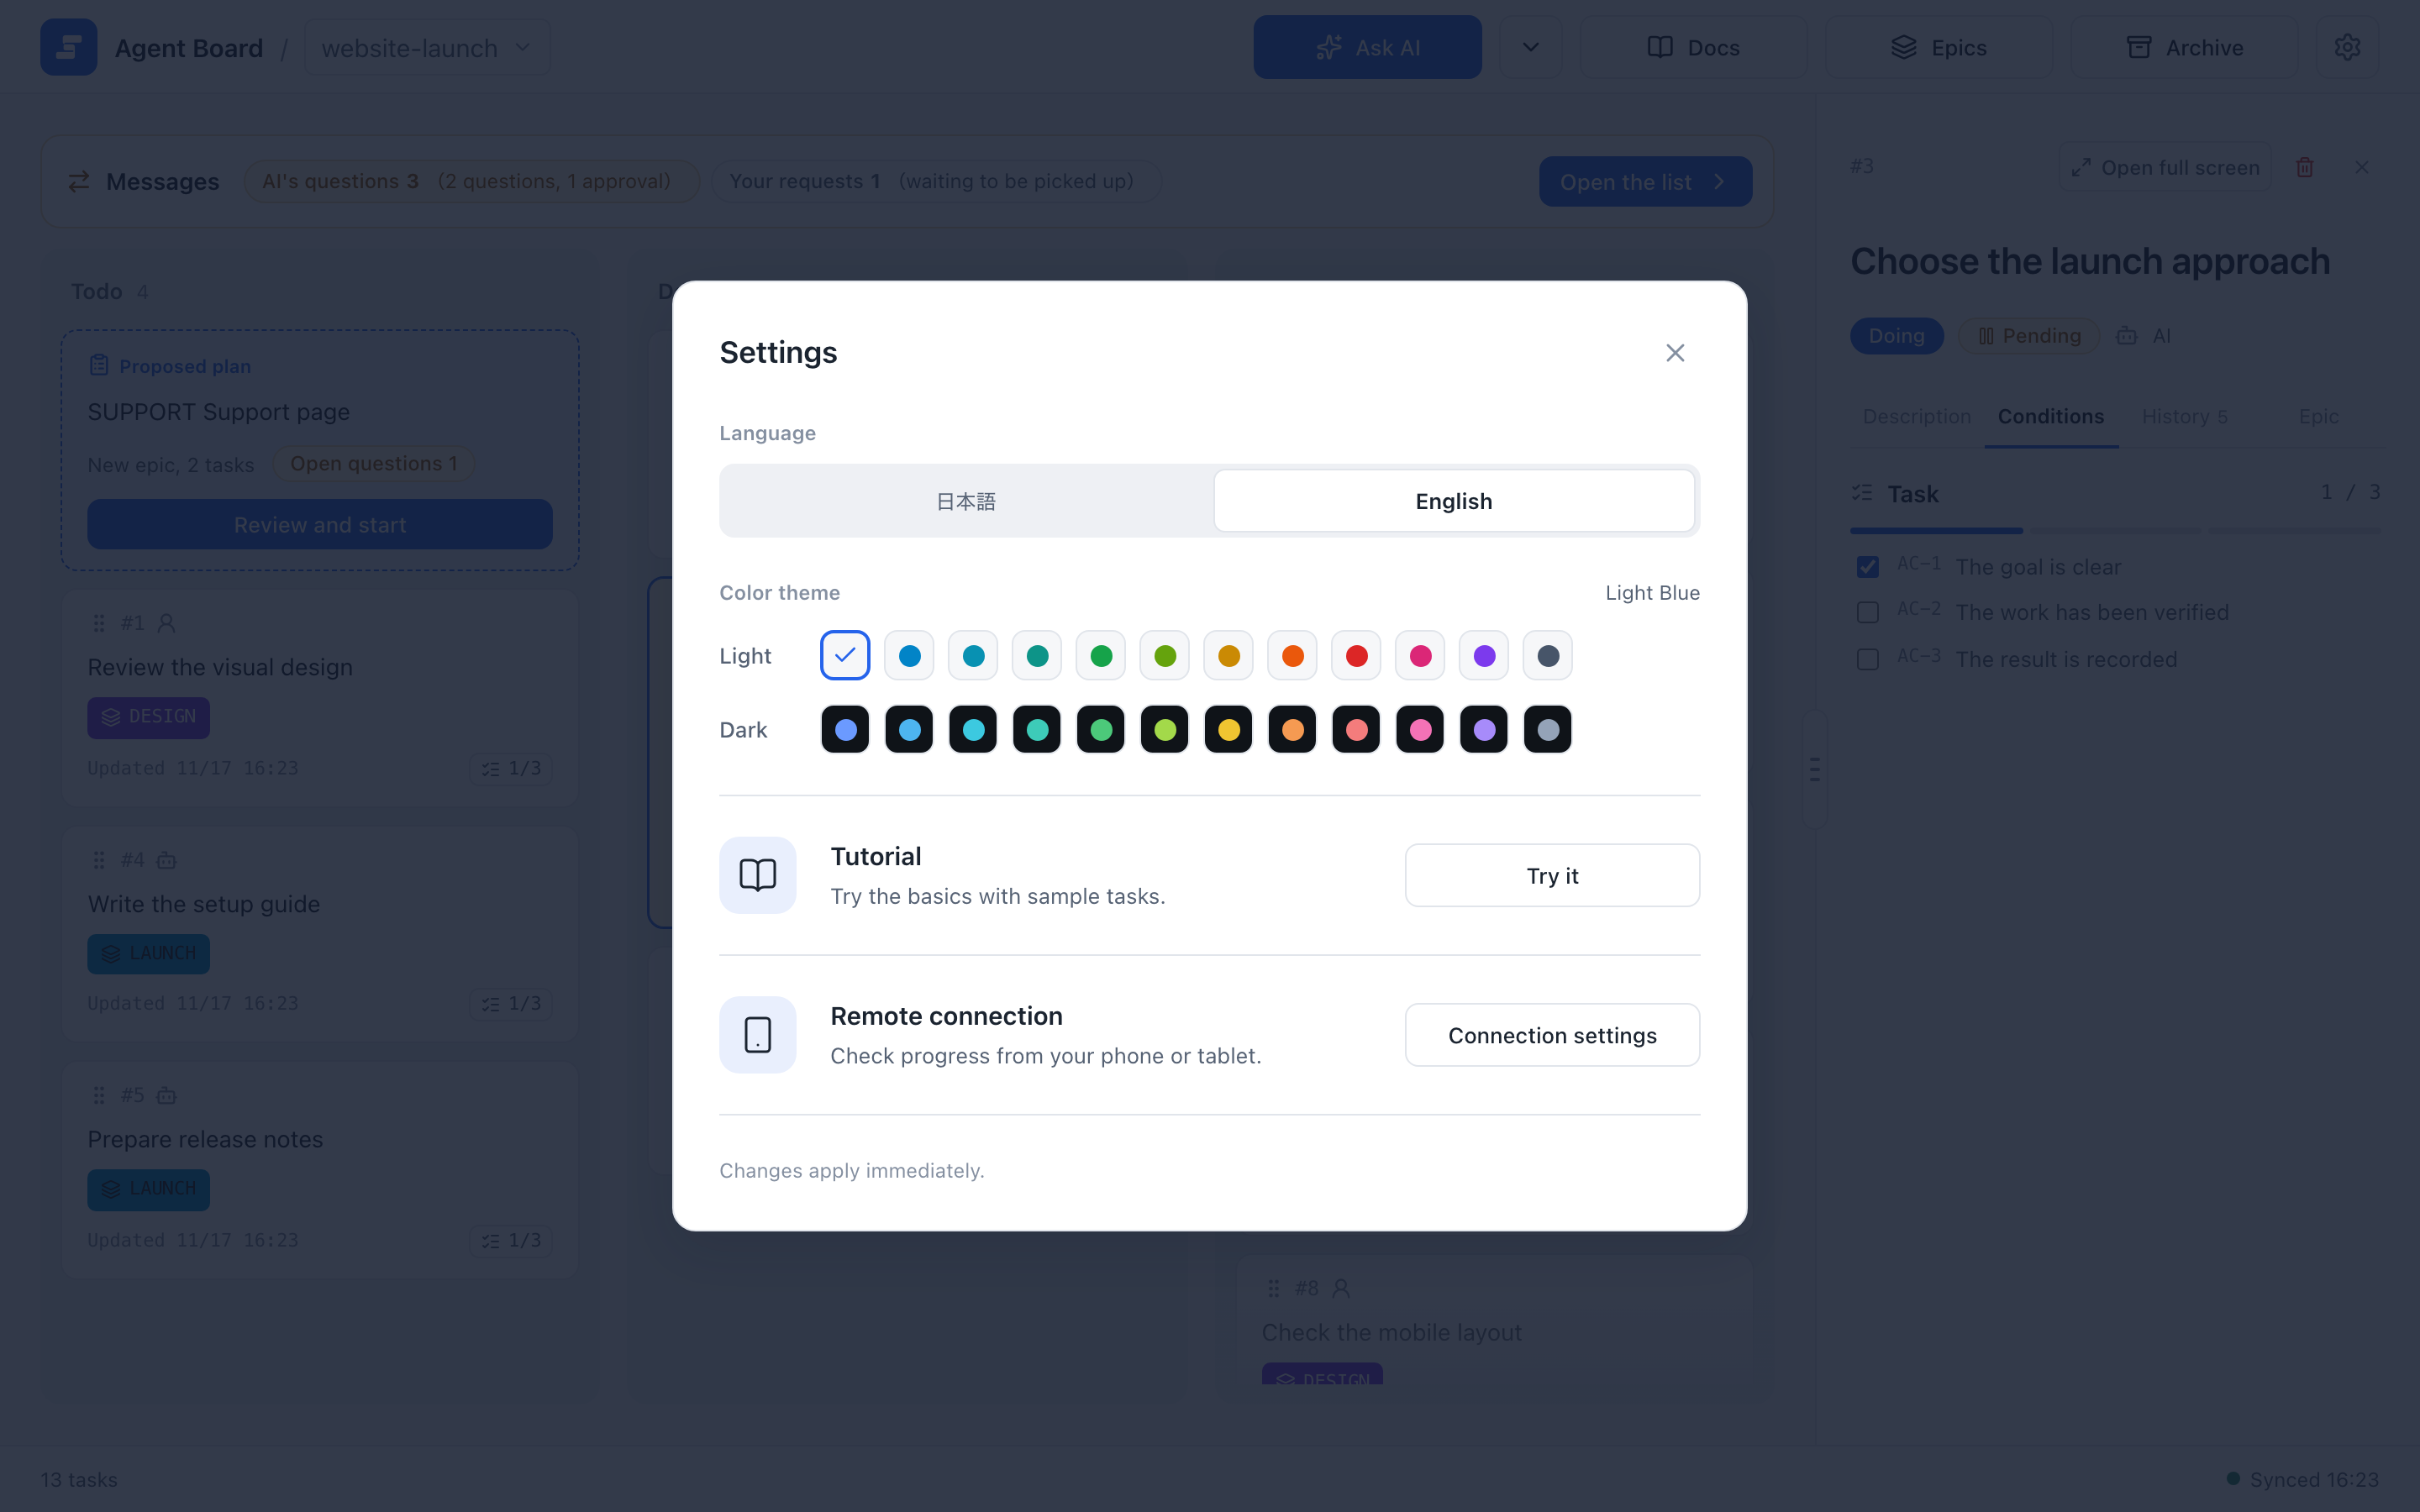 Agent Board / website-launch
Ask AI
Docs
Epics
Archive
Messages
AI's questions 3 (2 questions, 1 approval)
Your requests 1 (waiting to be picked up)
Open the list
Todo 4
Proposed plan
SUPPORT Support page
New epic, 2 tasks
Open questions 1
Review and start
#1
Review the visual design
DESIGN
Updated 11/17 16:23
1/3
#4
Write the setup guide
LAUNCH
Updated 11/17 16:23
1/3
#5
Prepare release notes
LAUNCH
Updated 11/17 16:23
1/3
D
Settings
Language
日本語
English
Color theme
Light Blue
Light
Dark
Tutorial
Try the basics with sample tasks.
Try it
Remote connection
Check progress from your phone or tablet.
Connection settings
Changes apply immediately.
#8
Check the mobile layout
DESIGN
#3
Open full screen
Choose the launch approach
Doing
Pending
AI
Description
Conditions
History 5
Epic
Task
1 / 3
AC-1 The goal is clear
AC-2 The work has been verified
AC-3 The result is recorded
13 tasks
Synced 16:23